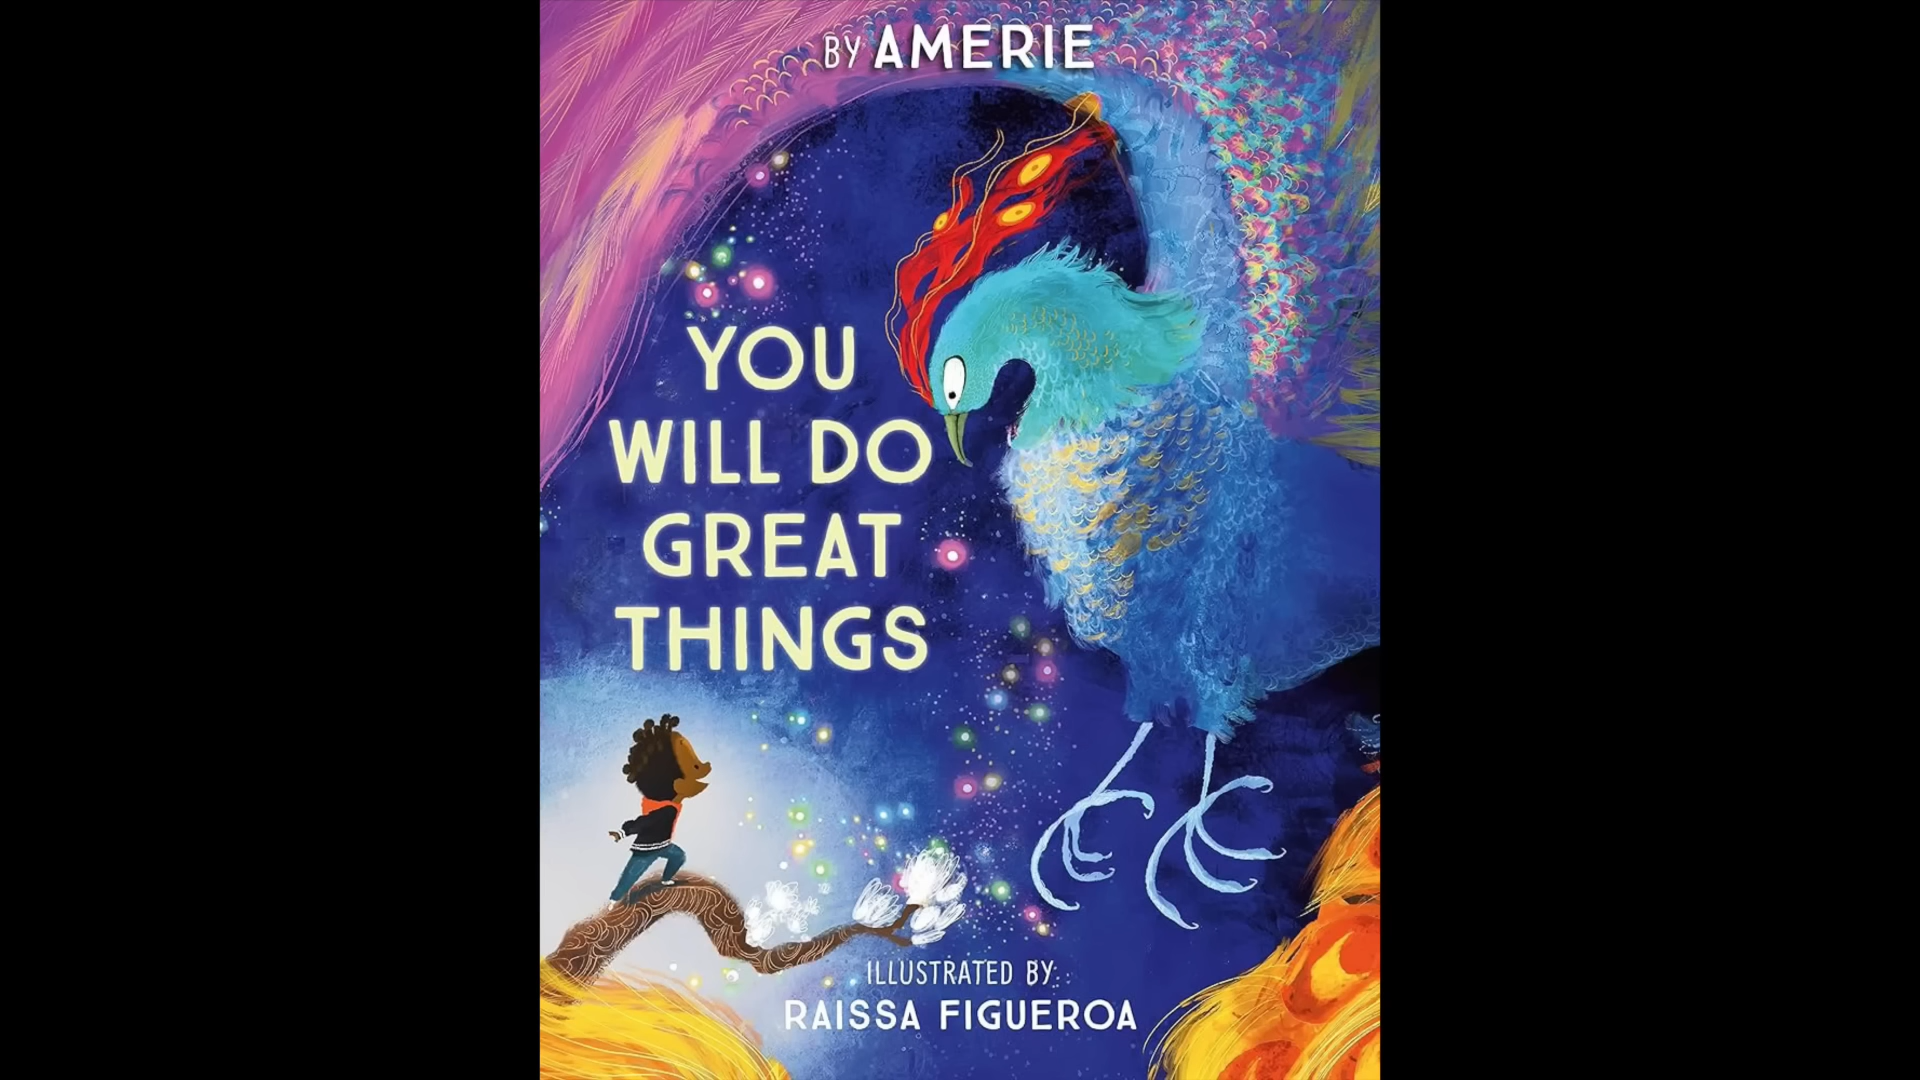 BY AMERIE
YOU
WILL DO
GREAT
THINGS
ILLUSTRATED BY
RAISSA FIGUEROA